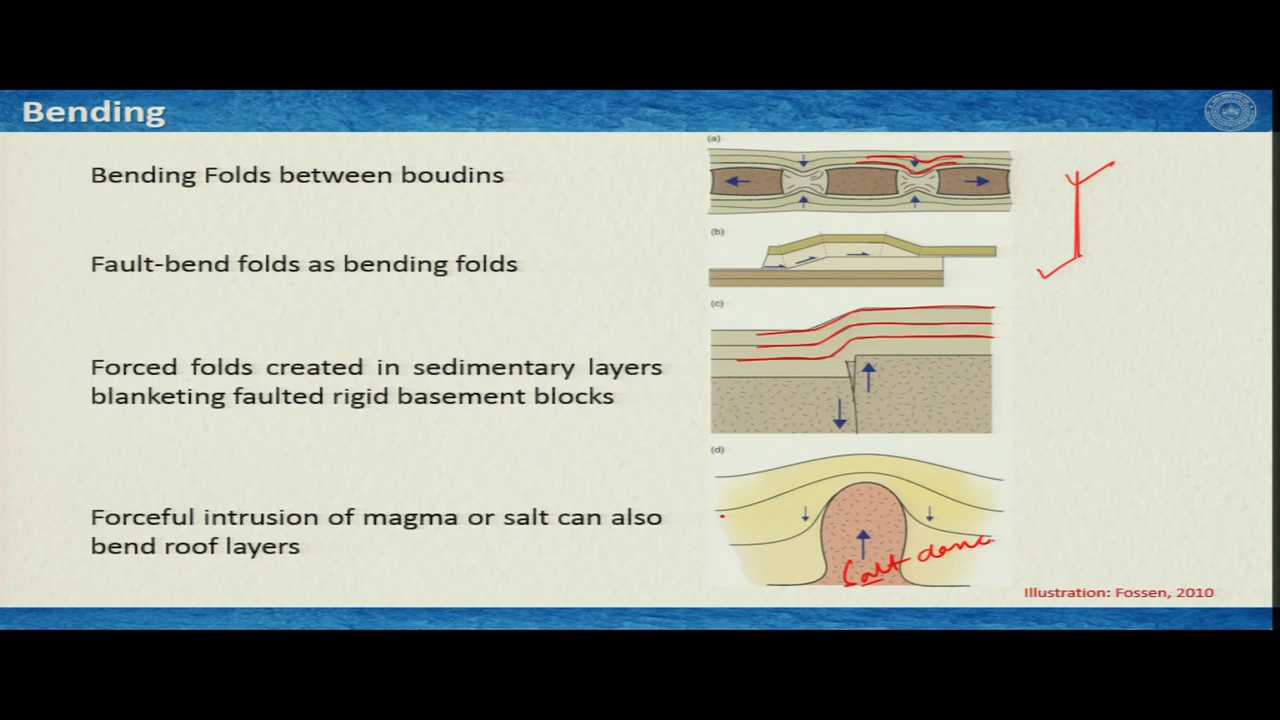 Bending
(a)
Bending Folds between boudins
(b)
Fault-bend folds as bending folds
(c)
Forced folds created in sedimentary layers
blanketing faulted rigid basement blocks
(d)
Forceful intrusion of magma or salt can also
bend roof layers
Salt
Illustration: Fossen, 2010